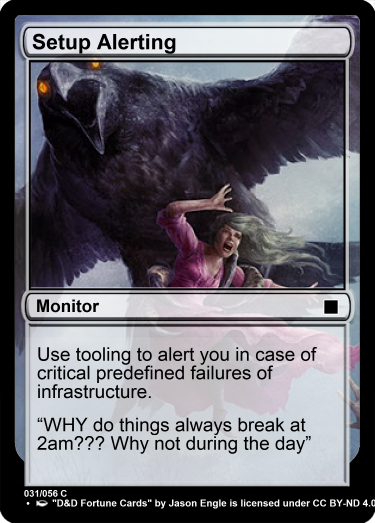 Setup Alerting
Monitor
Use tooling to alert you in case of
critical predefined failures of
infrastructure.
“WHY do things always break at
2am??? Why not during the day”
031/056 C
• "D&D Fortune Cards" by Jason Engle is licensed under CC BY-ND 4.0